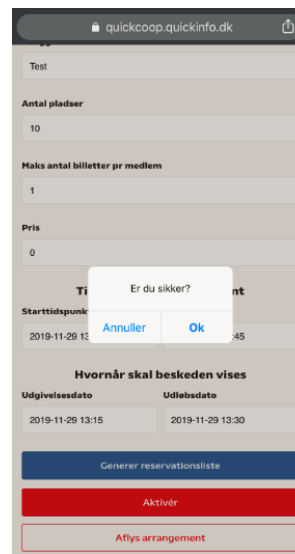 quickcoop.quickinfo.dk
Test
Antal pladser
10
Maks antal billetter pr medlem
1
Pris
0
Er du sikker?
Annuller Ok
Starttidspunk
2019-11-29 13 :45
Hvornår skal beskeden vises
Udgivelsesdato Udløbsdato
2019-11-29 13:15 2019-11-29 13:30
Generer reservationsliste
Aktivér
Aflys arrangement